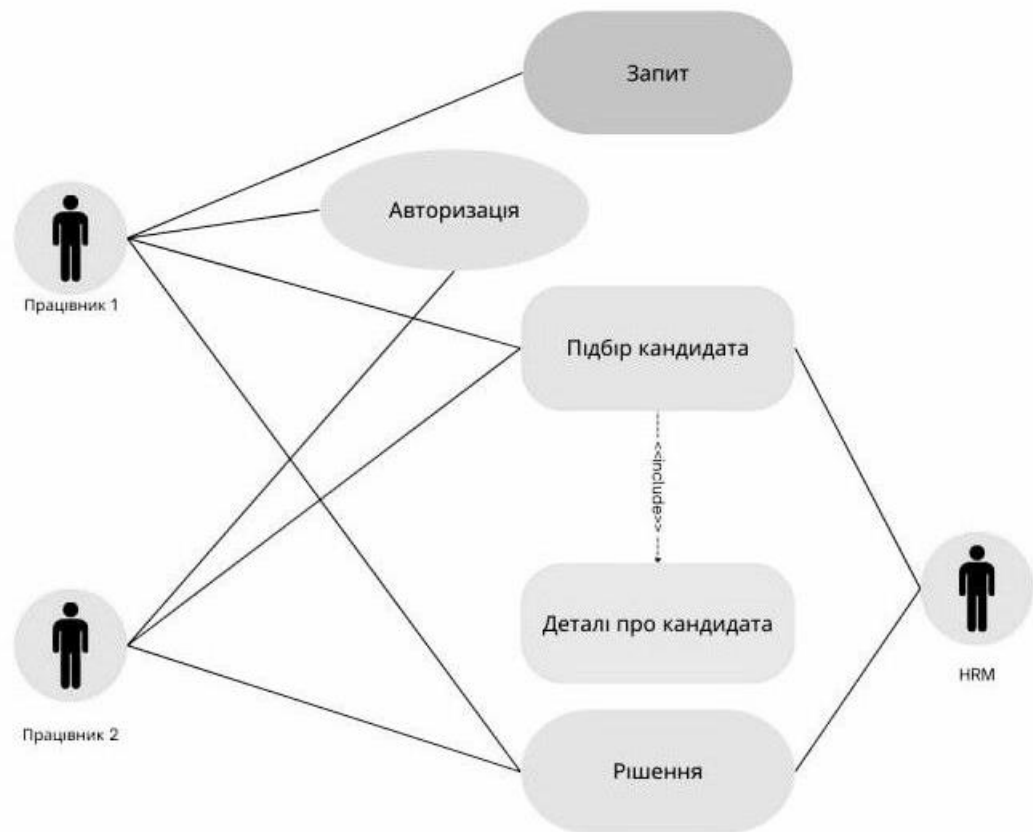 Запит
Авторизація
Працівник 1
Підбір кандидата
<<include>>
Деталі про кандидата
HRM
Працівник 2
Рішення